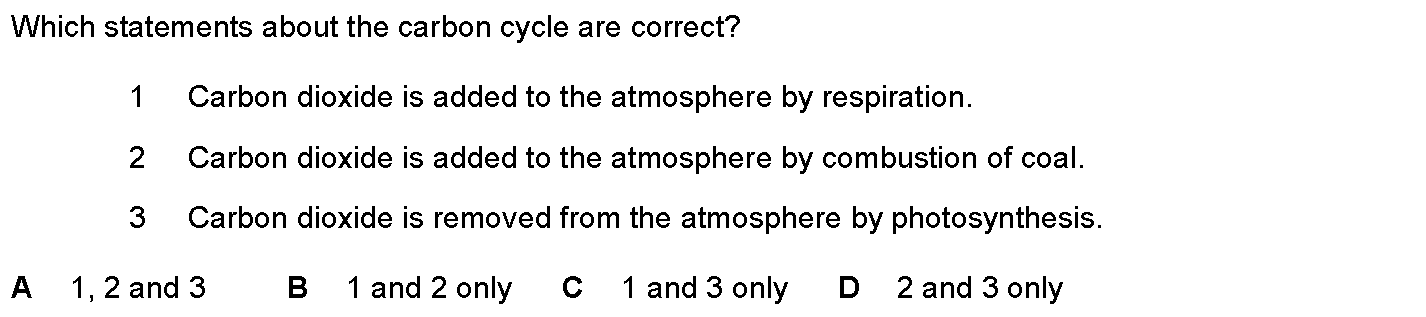 Which statements about the carbon cycle are correct?
1 Carbon dioxide is added to the atmosphere by respiration.
2 Carbon dioxide is added to the atmosphere by combustion of coal.
3 Carbon dioxide is removed from the atmosphere by photosynthesis.
A 1, 2 and 3 B 1 and 2 only C 1 and 3 only D 2 and 3 only